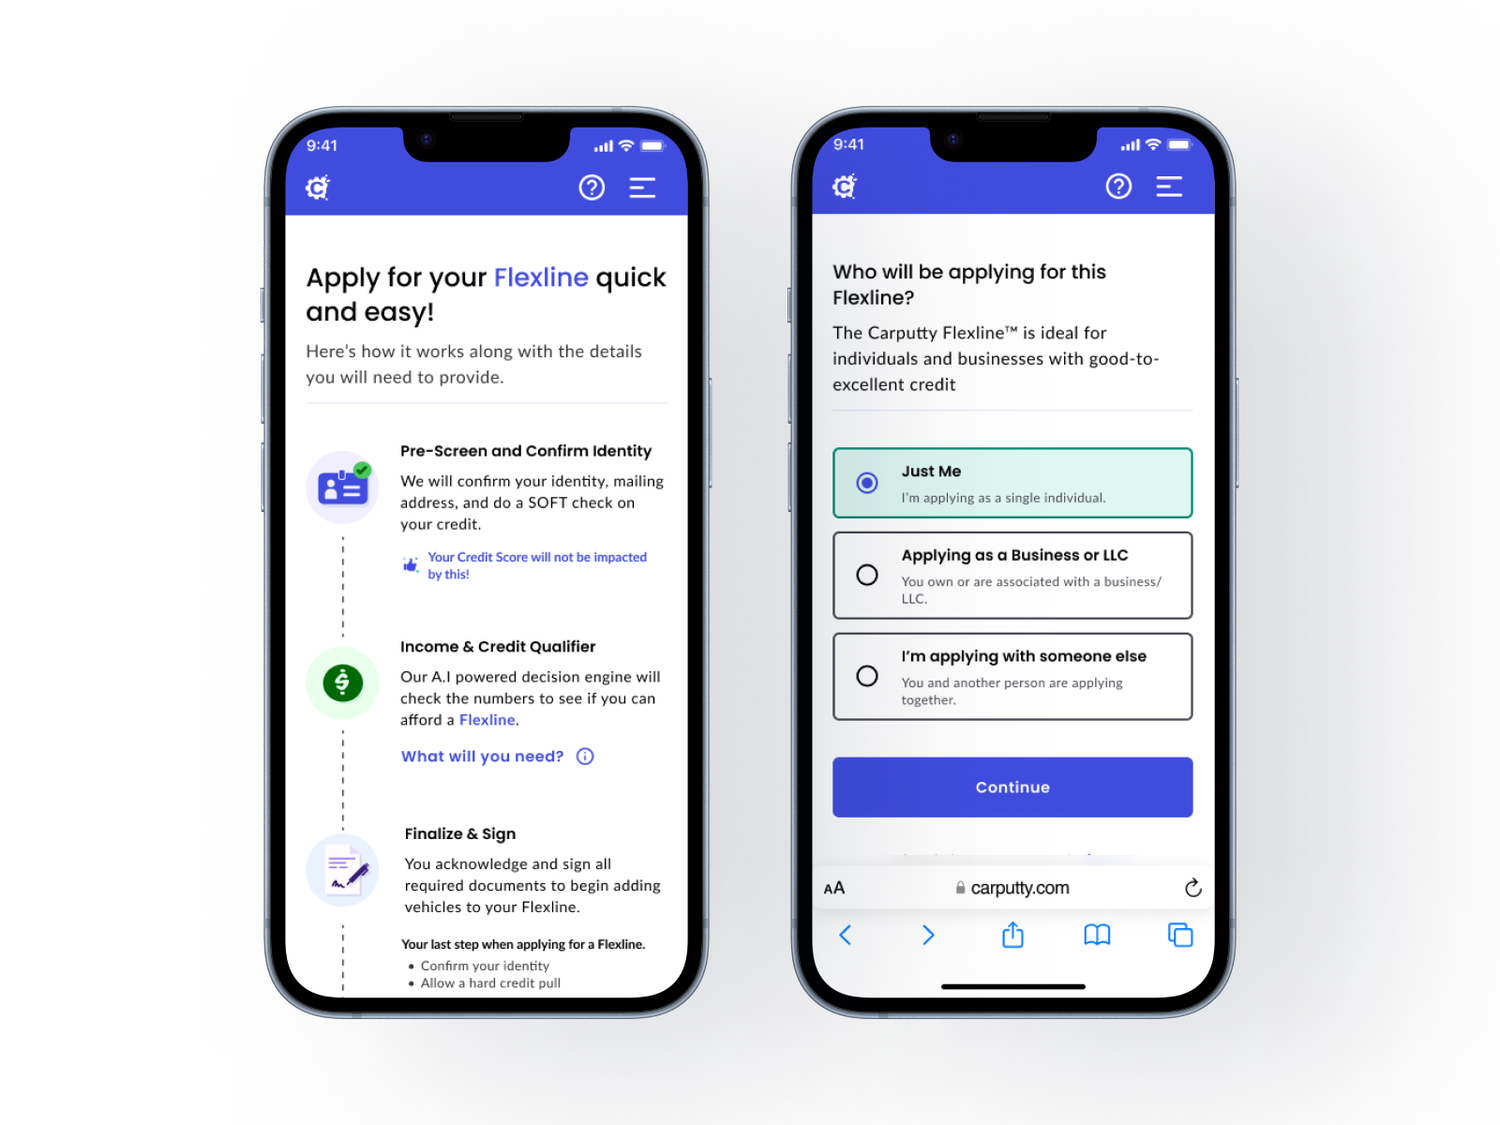 9:41
Apply for your Flexline quick
and easy!
Here's how it works along with the details
you will need to provide.
Pre-Screen and Confirm Identity
We will confirm your identity, mailing
address, and do a SOFT check on
your credit.
Your Credit Score will not be impacted
by this!
Income & Credit Qualifier
Our A.I powered decision engine will
check the numbers to see if you can
afford a Flexline.
What will you need?
Finalize & Sign
You acknowledge and sign all
required documents to begin adding
vehicles to your Flexline.
Your last step when applying for a Flexline.
• Confirm your identity
• Allow a hard credit pull
9:41
Who will be applying for this
Flexline?
The Carputty Flexline™ is ideal for
individuals and businesses with good-to-
excellent credit
Just Me
I'm applying as a single individual.
Applying as a Business or LLC
You own or are associated with a business/
LLC.
I'm applying with someone else
You and another person are applying
together.
Continue
AA carputty.com